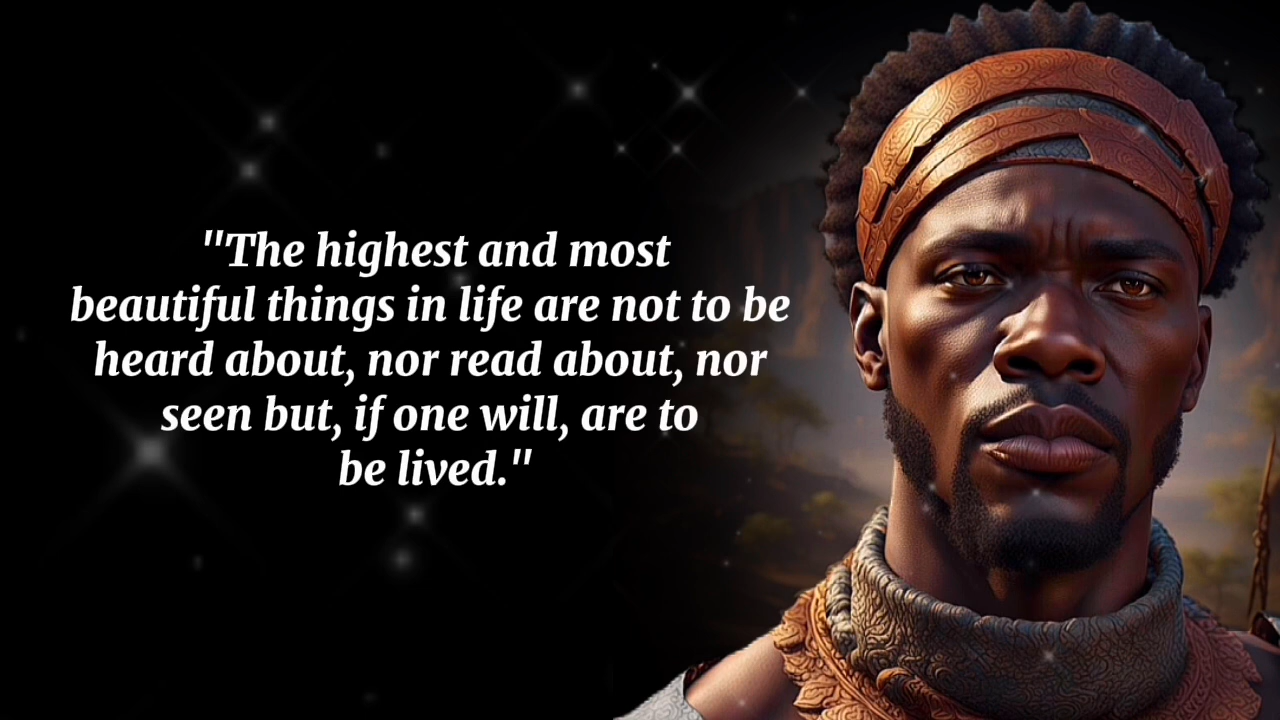 "The highest and most
beautiful things in life are not to be
heard about, nor read about, nor
seen but, if one will, are to
be lived."